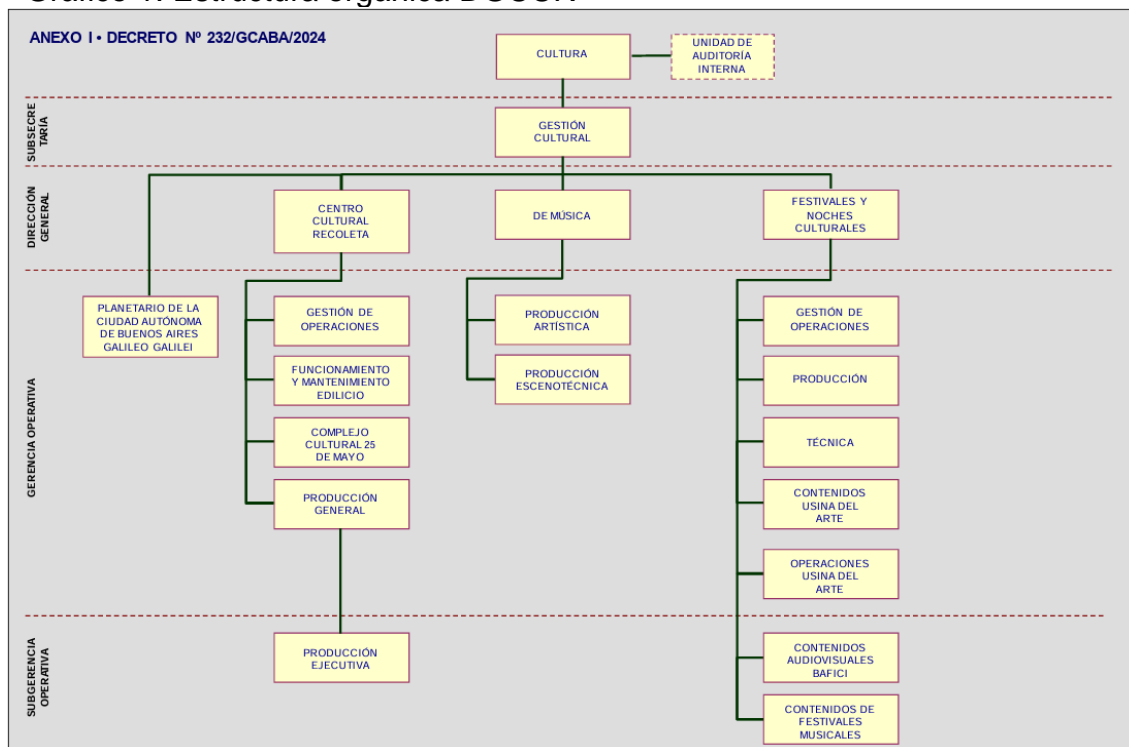 ANEXO I • DECRETO Nº 232/GCABA/2024
CULTURA
UNIDAD DE
AUDITORÍA
INTERNA
SUBSECRE
TARÍA
GESTIÓN
CULTURAL
DIRECCIÓN
GENERAL
CENTRO
CULTURAL
RECOLETA
DE MÚSICA
FESTIVALES Y
NOCHES
CULTURALES
GERENCIA OPERATIVA
PLANETARIO DE LA
CIUDAD AUTÓNOMA
DE BUENOS AIRES
GALILEO GALILEI
GESTIÓN DE
OPERACIONES
FUNCIONAMIENTO
Y MANTENIMIENTO
EDILICIO
COMPLEJO
CULTURAL 25
DE MAYO
PRODUCCIÓN
GENERAL
PRODUCCIÓN
ARTÍSTICA
PRODUCCIÓN
ESCENOTÉCNICA
GESTIÓN DE
OPERACIONES
PRODUCCIÓN
TÉCNICA
CONTENIDOS
USINA DEL
ARTE
OPERACIONES
USINA DEL
ARTE
SUBGERENCIA
OPERATIVA
PRODUCCIÓN
EJECUTIVA
CONTENIDOS
AUDIOVISUALES
BAFICI
CONTENIDOS DE
FESTIVALES
MUSICALES